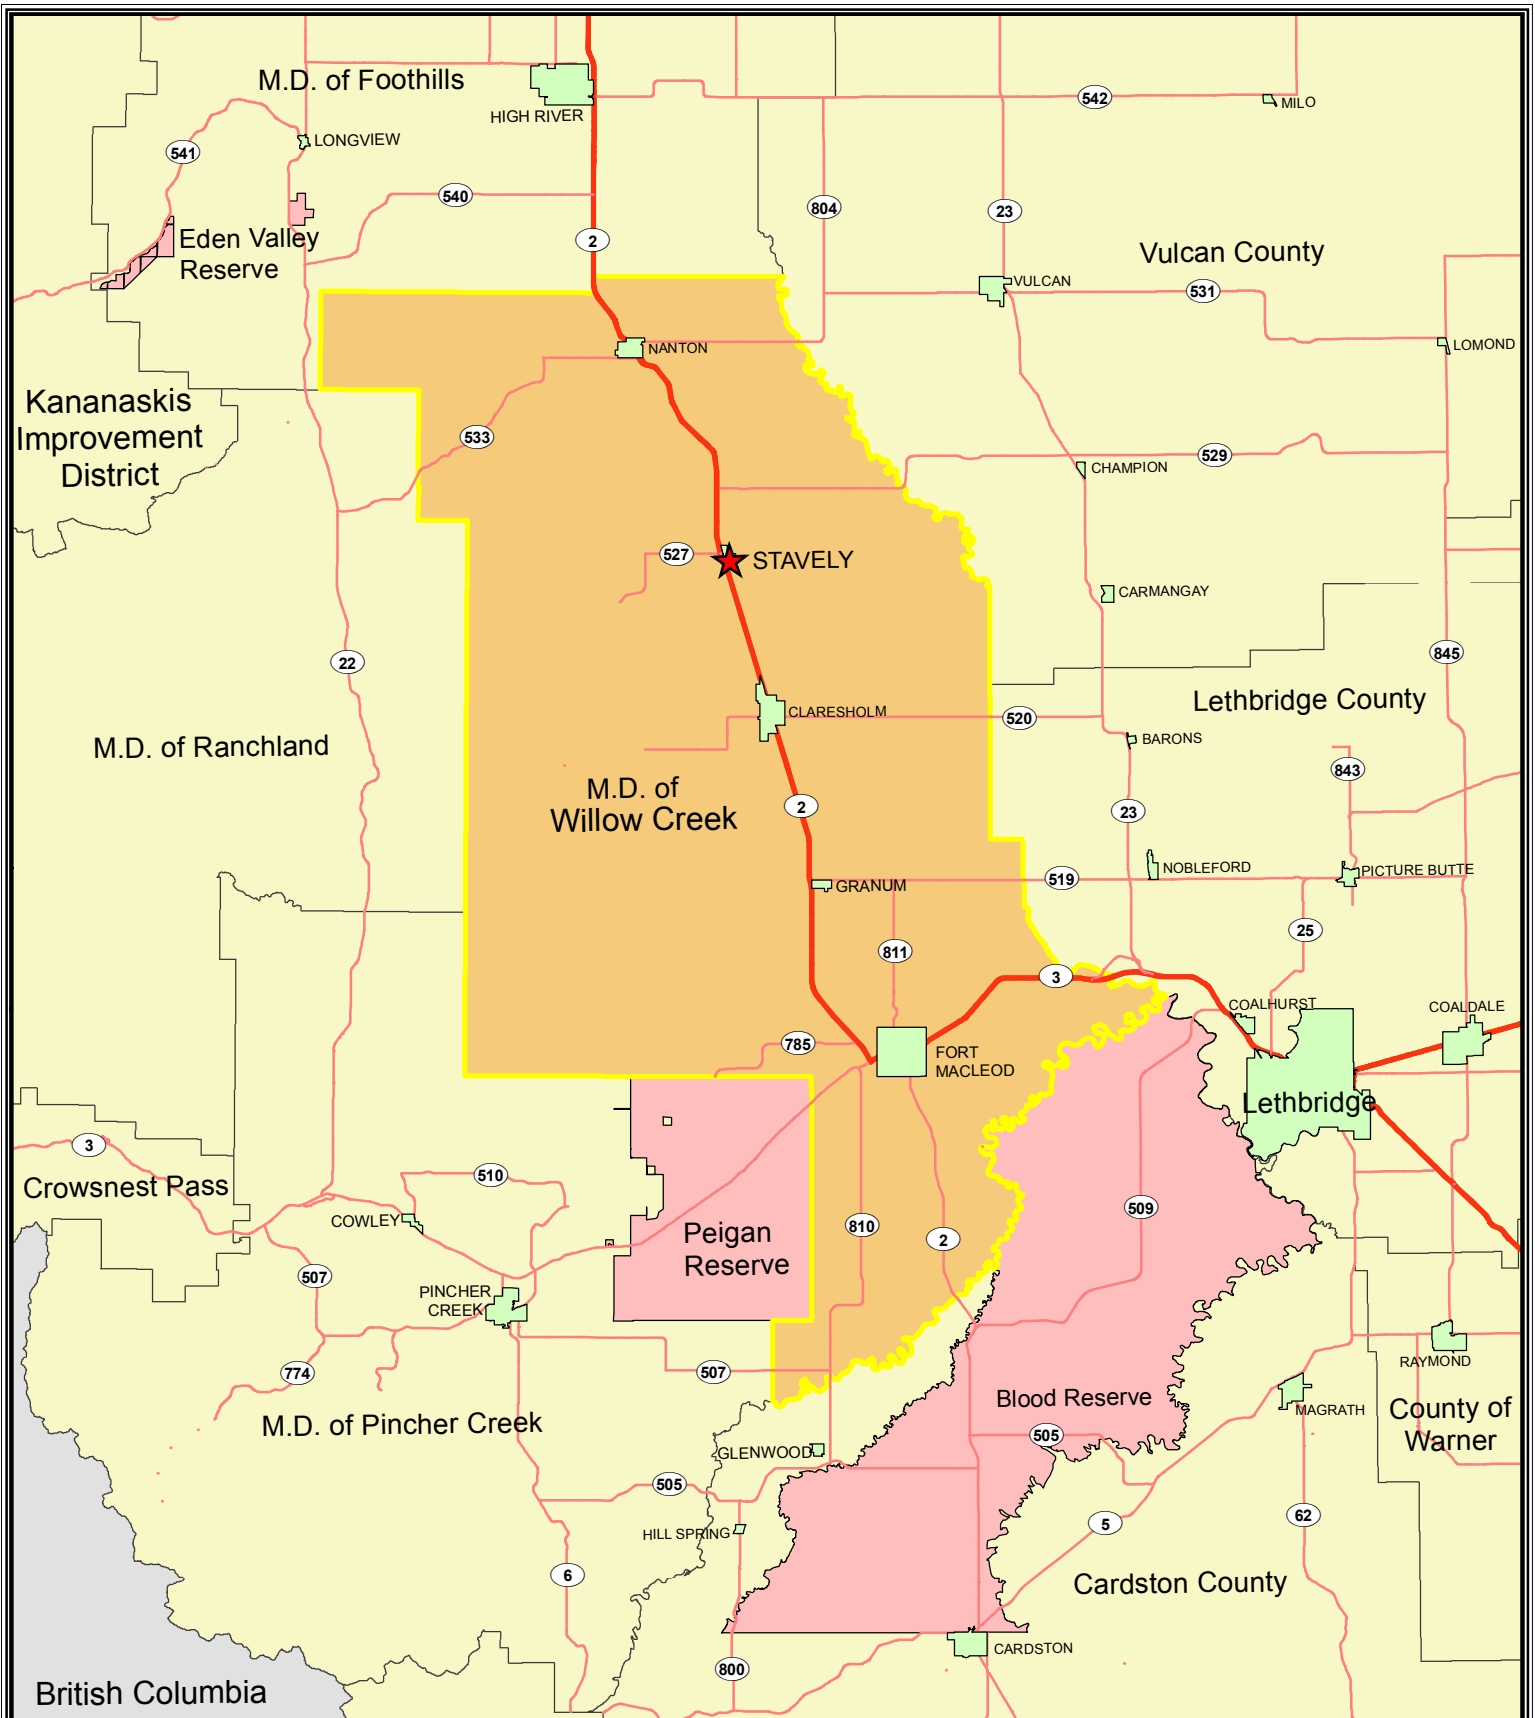 M.D. of Foothills
HIGH RIVER
542
MILO
LONGVIEW
541
540
804
23
2
Eden Valley
Reserve
Vulcan County
VULCAN
531
NANTON
LOMOND
Kananaskis
Improvement
District
533
529
CHAMPION
527
STAVELY
CARMANGAY
22
845
Lethbridge County
CLARESHOLM
520
M.D. of Ranchland
BARONS
843
M.D. of
Willow Creek
2
23
GRANUM
519
NOBLEFORD
PICTURE BUTTE
811
25
3
COALHURST
COALDALE
785
FORT
MACLEOD
Lethbridge
3
510
Crowsnest Pass
COWLEY
509
810
Peigan
Reserve
2
507
PINCHER
CREEK
774
507
RAYMOND
Blood Reserve
MAGRATH
County of
Warner
M.D. of Pincher Creek
505
GLENWOOD
505
HILL SPRING
5
62
6
Cardston County
CARDSTON
800
British Columbia